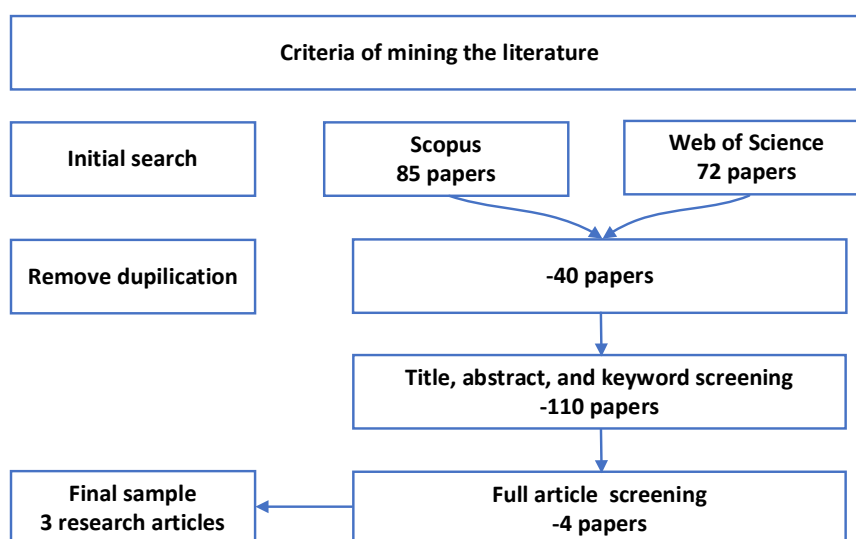 Criteria of mining the literature
Initial search
Scopus
85 papers
Web of Science
72 papers
Remove dupilication
-40 papers
Title, abstract, and keyword screening
-110 papers
Final sample
3 research articles
Full article screening
-4 papers